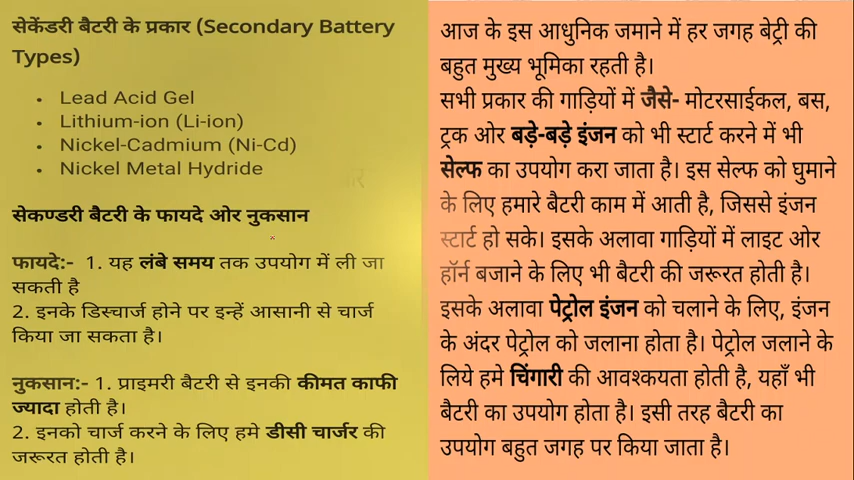 सेकेंडरी बैटरी के प्रकार (Secondary Battery
Types)
• Lead Acid Gel
• Lithium-ion (Li-ion)
• Nickel-Cadmium (Ni-Cd)
• Nickel Metal Hydride
सेकण्डरी बैटरी के फायदे ओर नुकसान
फायदे:- 1. यह लंबे समय तक उपयोग में ली जा
सकती है
2. इनके डिस्चार्ज होने पर इन्हें आसानी से चार्ज
किया जा सकता है।
नुकसान:- 1. प्राइमरी बैटरी से इनकी कीमत काफी
ज्यादा होती है।
2. इनको चार्ज करने के लिए हमे डीसी चार्जर की
जरूरत होती है।
आज के इस आधुनिक जमाने में हर जगह बेट्री की
बहुत मुख्य भूमिका रहती है।
सभी प्रकार की गाड़ियों में जैसे- मोटरसाईकल, बस,
ट्रक ओर बड़े-बड़े इंजन को भी स्टार्ट करने में भी
सेल्फ का उपयोग करा जाता है। इस सेल्फ को घुमाने
के लिए हमारे बैटरी काम में आती है, जिससे इंजन
स्टार्ट हो सके। इसके अलावा गाड़ियों में लाइट ओर
हॉर्न बजाने के लिए भी बैटरी की जरूरत होती है।
इसके अलावा पेट्रोल इंजन को चलाने के लिए, इंजन
के अंदर पेट्रोल को जलाना होता है। पेट्रोल जलाने के
लिये हमे चिंगारी की आवश्यकता होती है, यहाँ भी
बैटरी का उपयोग होता है। इसी तरह बैटरी का
उपयोग बहुत जगह पर किया जाता है।